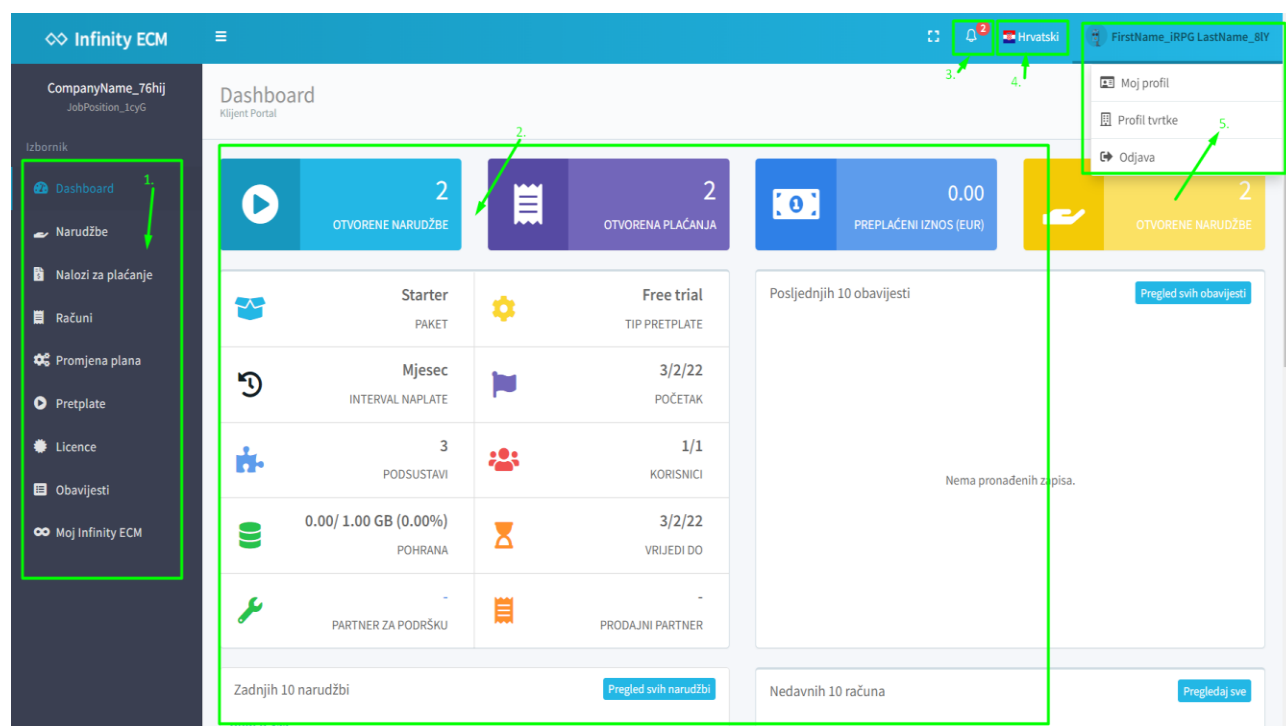 Infinity ECM
2
Hrvatski
FirstName_iRPG LastName_8lY
3.
4.
CompanyName_76hij
JobPosition_1cyG
Dashboard
Klijent Portal
Moj profil
Profil tvrtke
5.
Odjava
Izbornik
1.
Dashboard
Narudžbe
Nalozi za plaćanje
Računi
Promjena plana
Pretplate
Licence
Obavijesti
Moj Infinity ECM
2.
2
OTVORENE NARUDŽBE
2
OTVORENA PLAĆANJA
0.00
PREPLAĆENI IZNOS (EUR)
2
OTVORENE NARUDŽBE
Starter
PAKET
Free trial
TIP PRETPLATE
Mjesec
INTERVAL NAPLATE
3/2/22
POČETAK
3
PODSUSTAVI
1/1
KORISNICI
0.00/ 1.00 GB (0.00%)
POHRANA
3/2/22
VRIJEDI DO
-
PARTNER ZA PODRŠKU
-
PRODAJNI PARTNER
Posljednjih 10 obavijesti
Pregled svih obavijesti
Nema pronađenih zapisa.
Zadnjih 10 narudžbi
Pregled svih narudžbi
Nedavnih 10 računa
Pregledaj sve